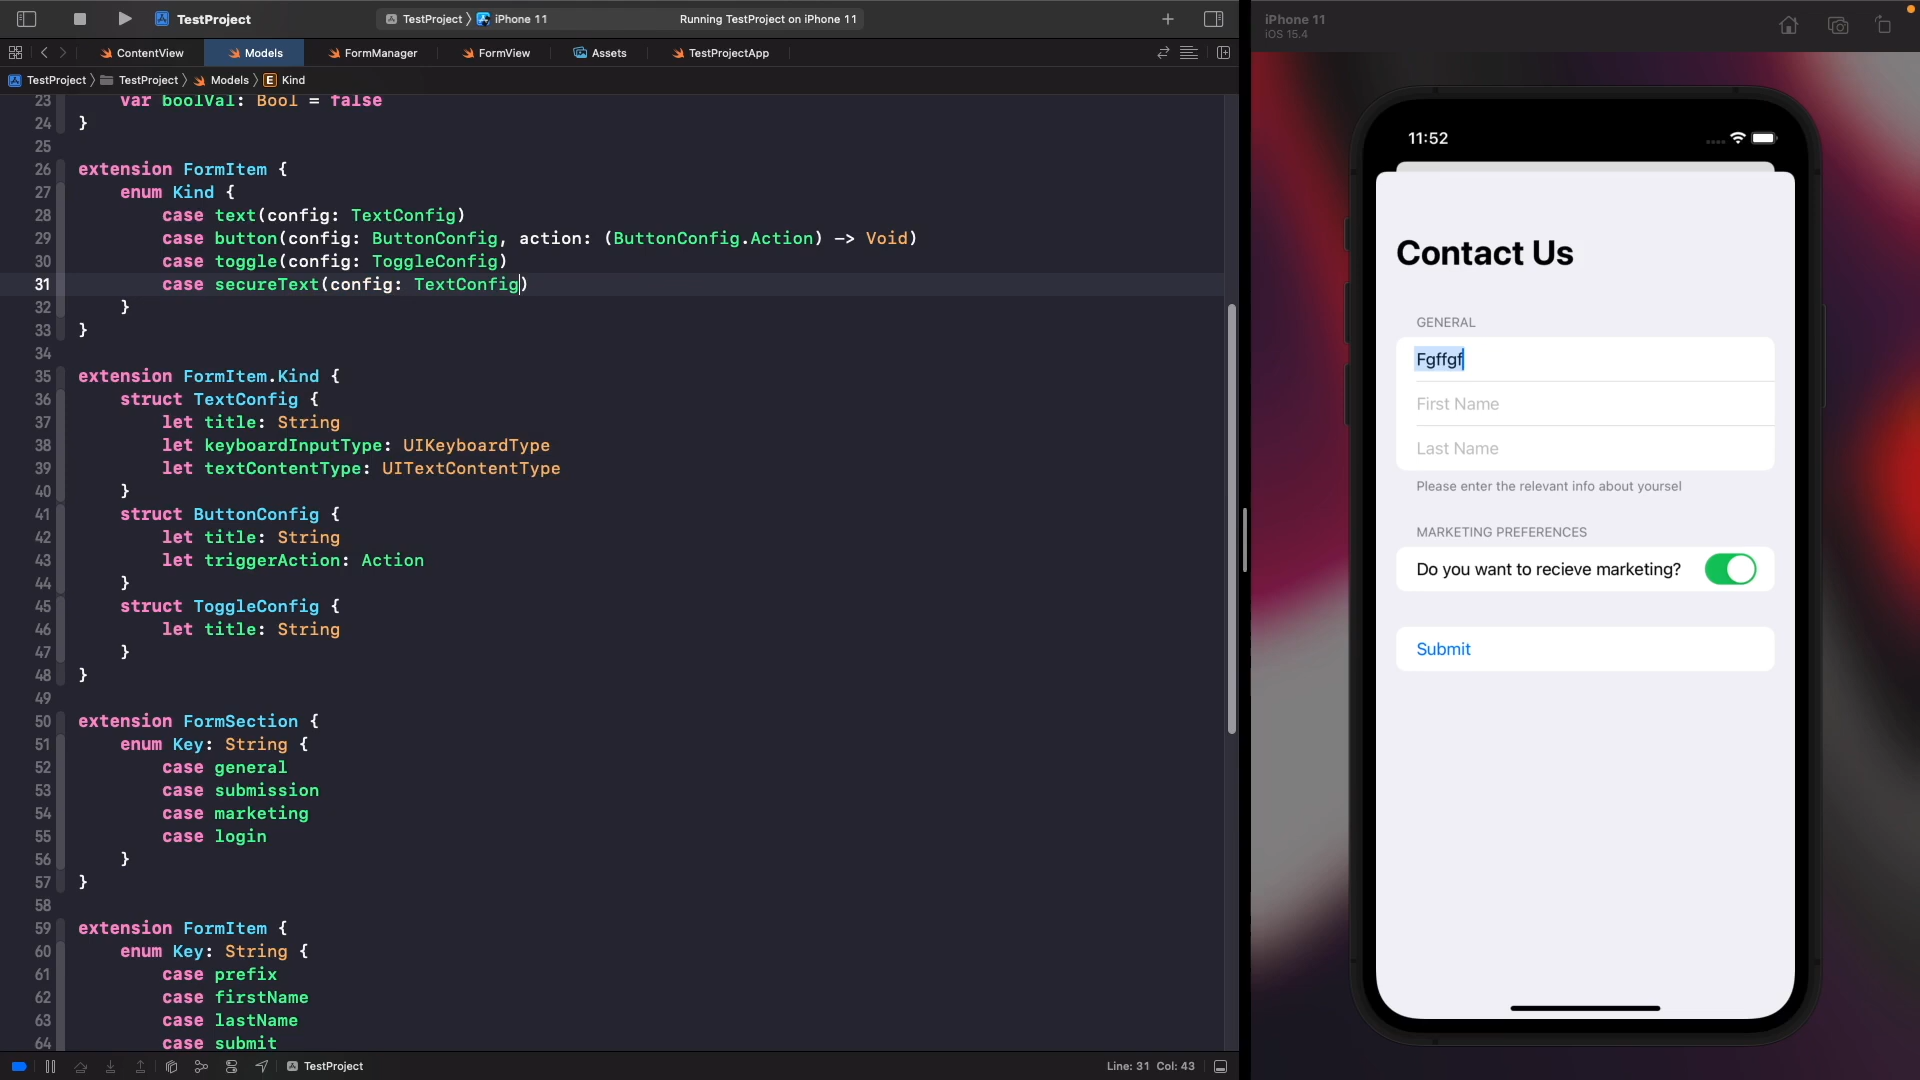 TestProject
TestProject 〉 iPhone 11
Running TestProject on iPhone 11
ContentView
Models
FormManager
FormView
Assets
TestProjectApp
TestProject 〉 TestProject 〉 Models 〉 E Kind
23 var boolVal: Bool = false
24 }
25
26 extension FormItem {
27 enum Kind {
28 case text(config: TextConfig)
29 case button(config: ButtonConfig, action: (ButtonConfig.Action) -> Void)
30 case toggle(config: ToggleConfig)
31 case secureText(config: TextConfig)
32 }
33 }
34
35 extension FormItem.Kind {
36 struct TextConfig {
37 let title: String
38 let keyboardInputType: UIKeyboardType
39 let textContentType: UITextContentType
40 }
41 struct ButtonConfig {
42 let title: String
43 let triggerAction: Action
44 }
45 struct ToggleConfig {
46 let title: String
47 }
48 }
49
50 extension FormSection {
51 enum Key: String {
52 case general
53 case submission
54 case marketing
55 case login
56 }
57 }
58
59 extension FormItem {
60 enum Key: String {
61 case prefix
62 case firstName
63 case lastName
64 case submit
TestProject
Line: 31 Col: 43
iPhone 11
iOS 15.4
11:52
Contact Us
GENERAL
Fgffgf
First Name
Last Name
Please enter the relevant info about yoursel
MARKETING PREFERENCES
Do you want to recieve marketing?
Submit